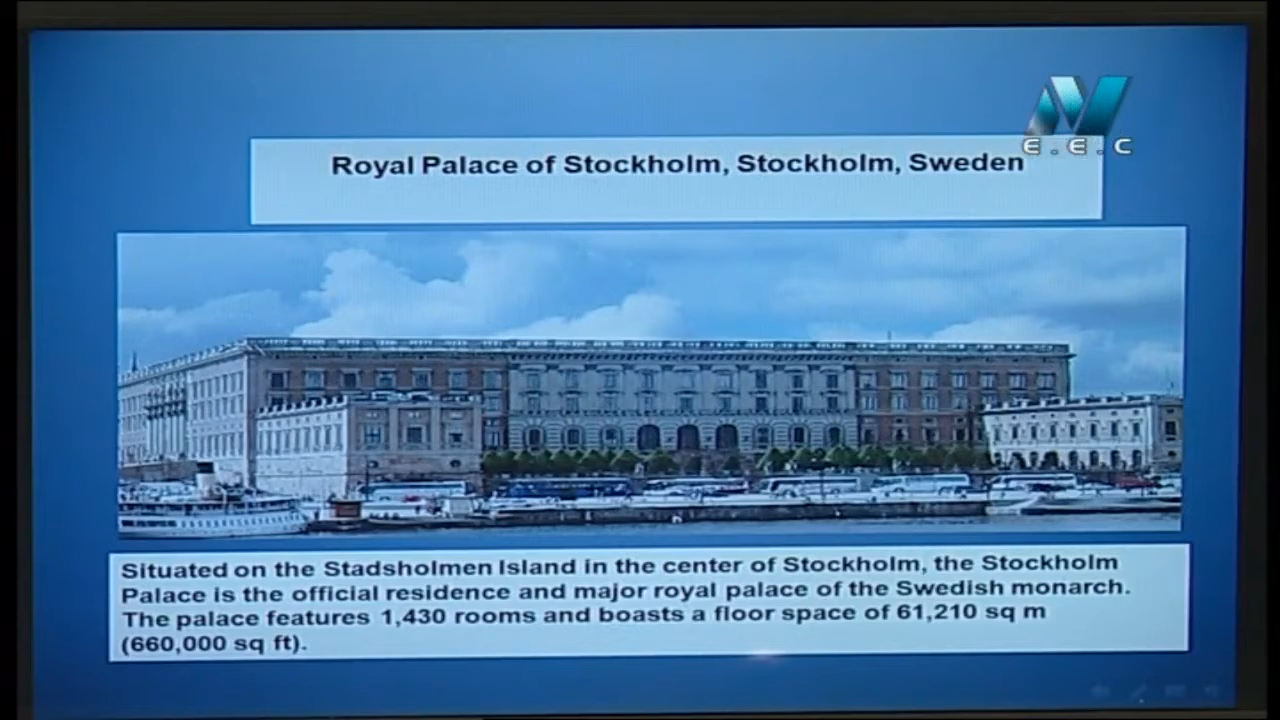 Royal Palace of Stockholm, Stockholm, Sweden
E.E.C
Situated on the Stadsholmen Island in the center of Stockholm, the Stockholm
Palace is the official residence and major royal palace of the Swedish monarch.
The palace features 1,430 rooms and boasts a floor space of 61,210 sq m
(660,000 sq ft).